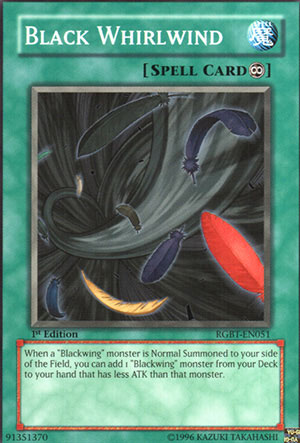 BLACK WHIRLWIND
[SPELL CARD]
1st Edition
RGBT-EN051
When a "Blackwing" monster is Normal Summoned to your side
of the Field, you can add 1 "Blackwing" monster from your Deck
to your hand that has less ATK than that monster.
91351370
©1996 KAZUKI TAKAHASHI